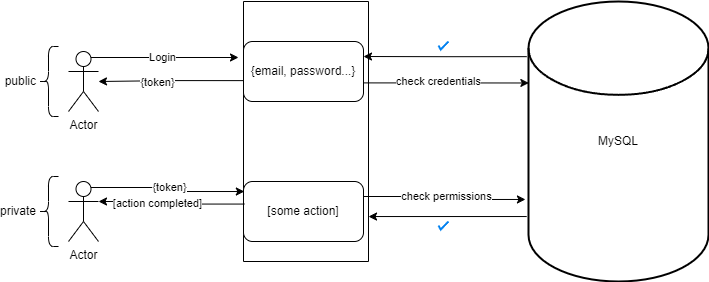 public
Actor
Login
{token}
{email, password...}
check credentials
MySQL
private
Actor
{token}
[action completed]
[some action]
check permissions